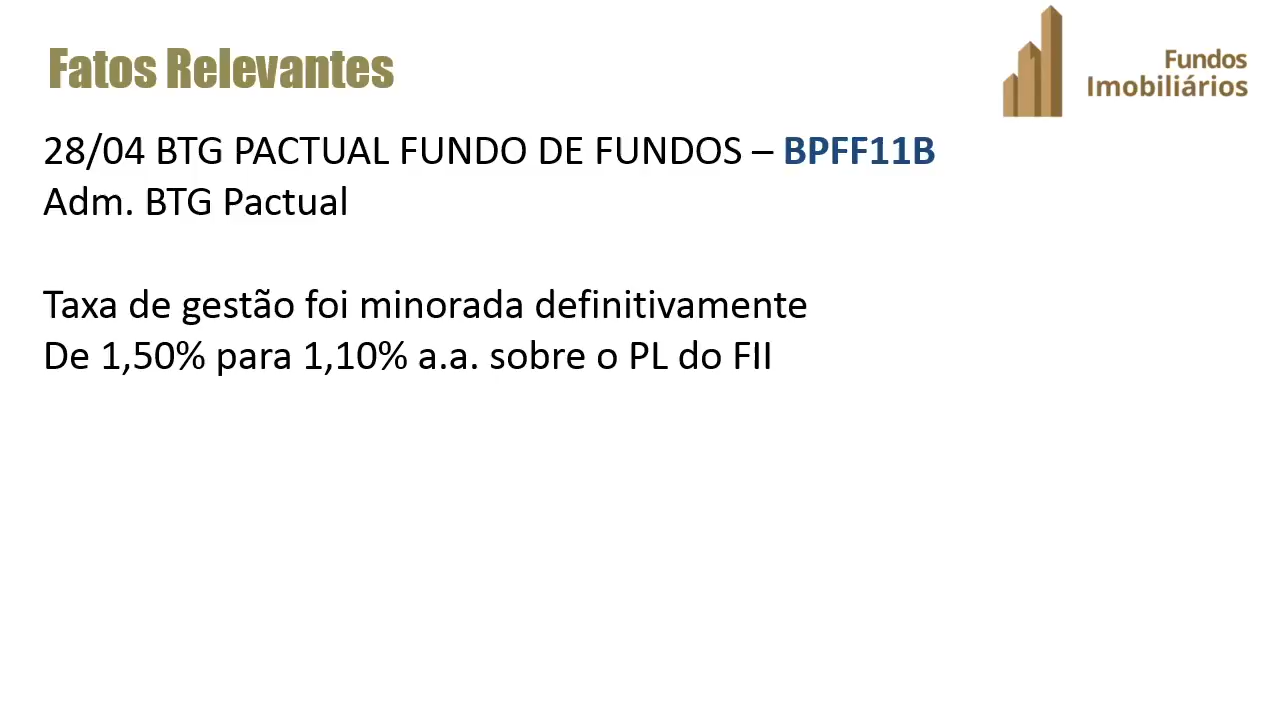 Fatos Relevantes
Fundos
Imobiliários
28/04 BTG PACTUAL FUNDO DE FUNDOS – BPFF11B
Adm. BTG Pactual
Taxa de gestão foi minorada definitivamente
De 1,50% para 1,10% a.a. sobre o PL do FII